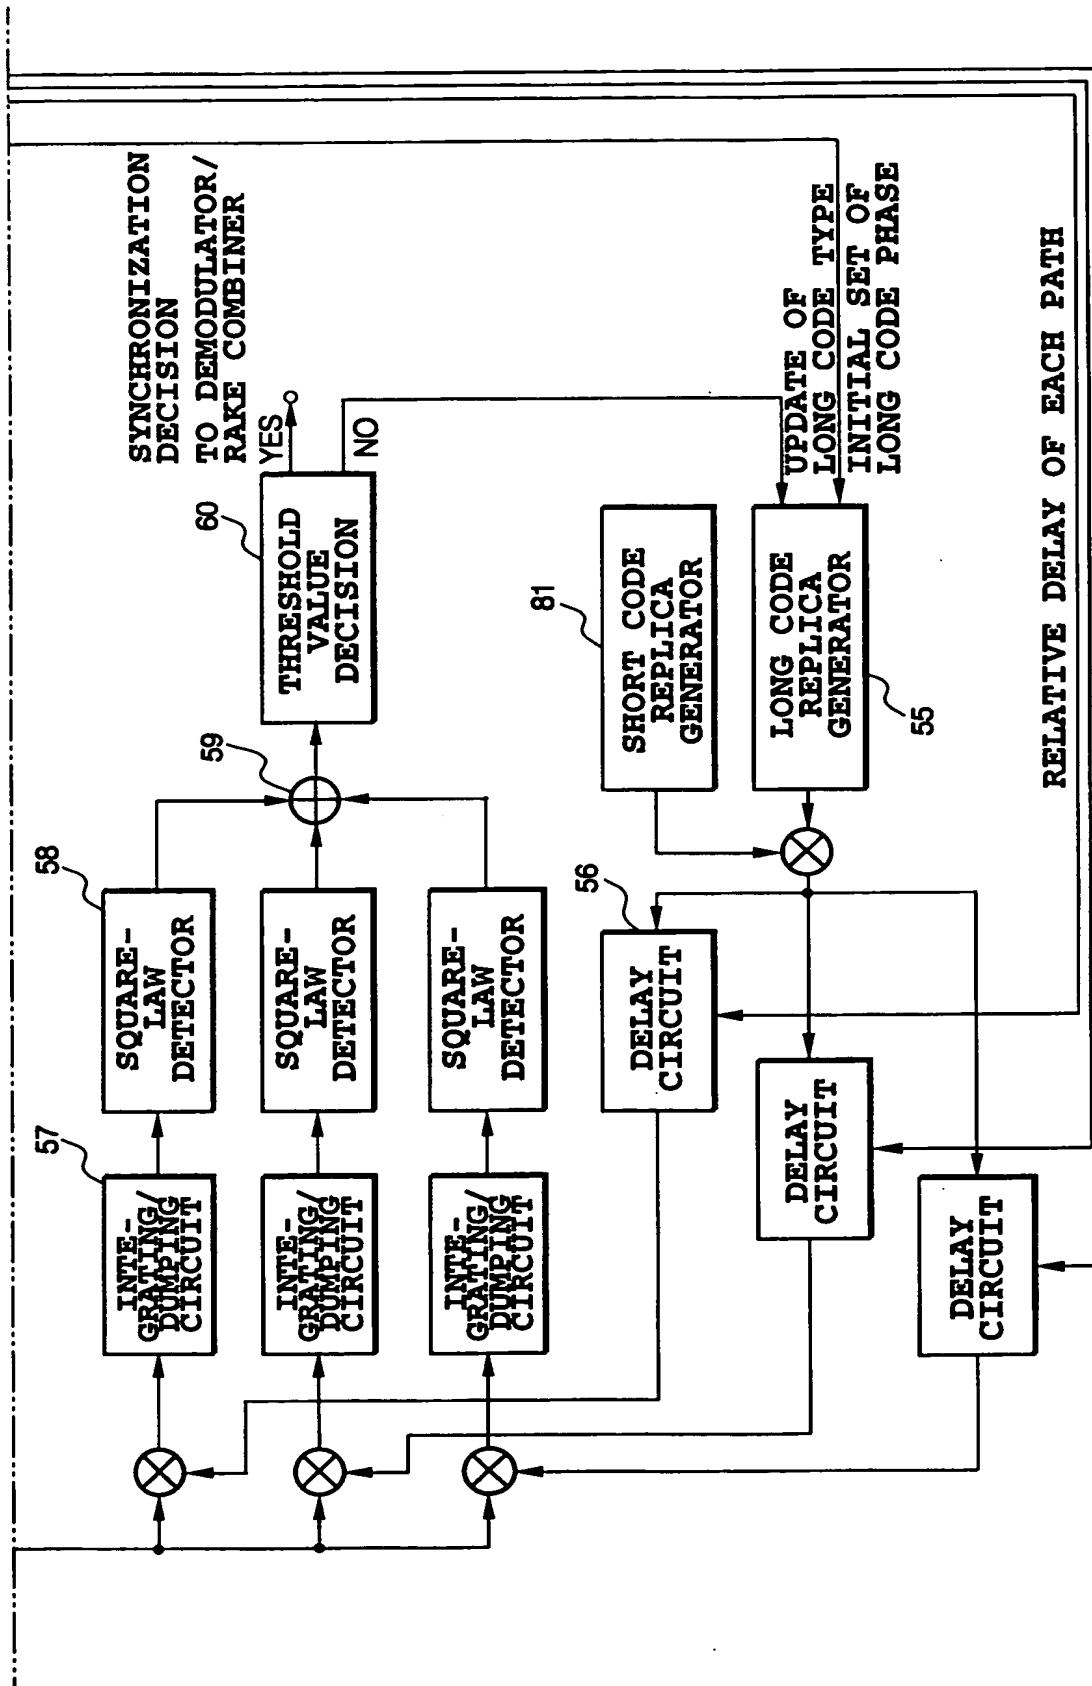 SYNCHRONIZATION
DECISION
TO DEMODULATOR/
RAKE COMBINER
57
INTE-
GRATING/
DUMPING
CIRCUIT
58
SQUARE-
LAW
DETECTOR
59
60
THRESHOLD
VALUE
DECISION
YES
NO
INTE-
GRATING/
DUMPING
CIRCUIT
SQUARE-
LAW
DETECTOR
INTE-
GRATING/
DUMPING
CIRCUIT
SQUARE-
LAW
DETECTOR
56
DELAY
CIRCUIT
81
SHORT CODE
REPLICA
GENERATOR
UPDATE OF
LONG CODE TYPE
INITIAL SET OF
LONG CODE PHASE
LONG CODE
REPLICA
GENERATOR
55
DELAY
CIRCUIT
DELAY
CIRCUIT
RELATIVE DELAY OF EACH PATH